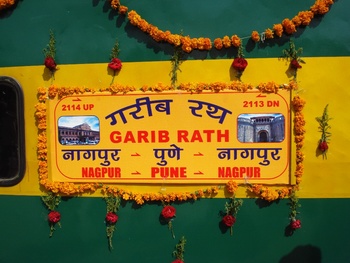 2114 UP
2113 DN
गरीब रथ
GARIB RATH
नागपुर → पुणे → नागपुर
NAGPUR → PUNE → NAGPUR